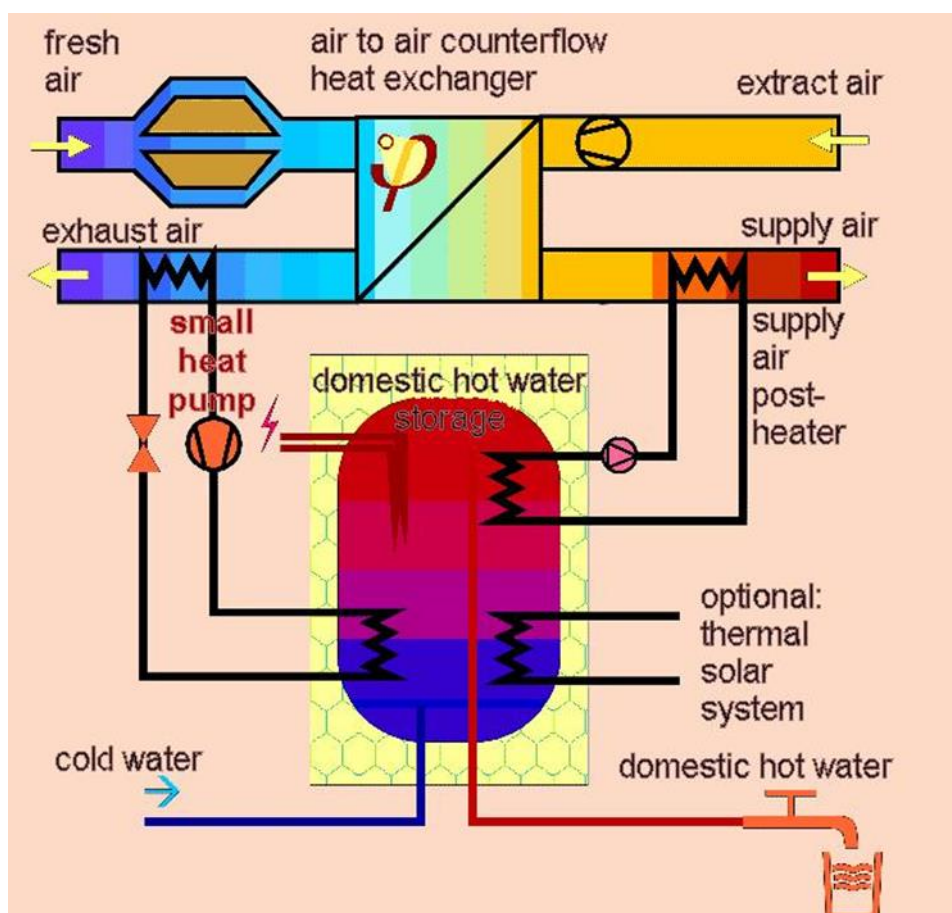 fresh
air
air to air counterflow
heat exchanger
extract air
exhaust air
supply air
small
heat
pump
domestic hot water
storage
supply
air
post-
heater
optional:
thermal
solar
system
cold water
domestic hot water